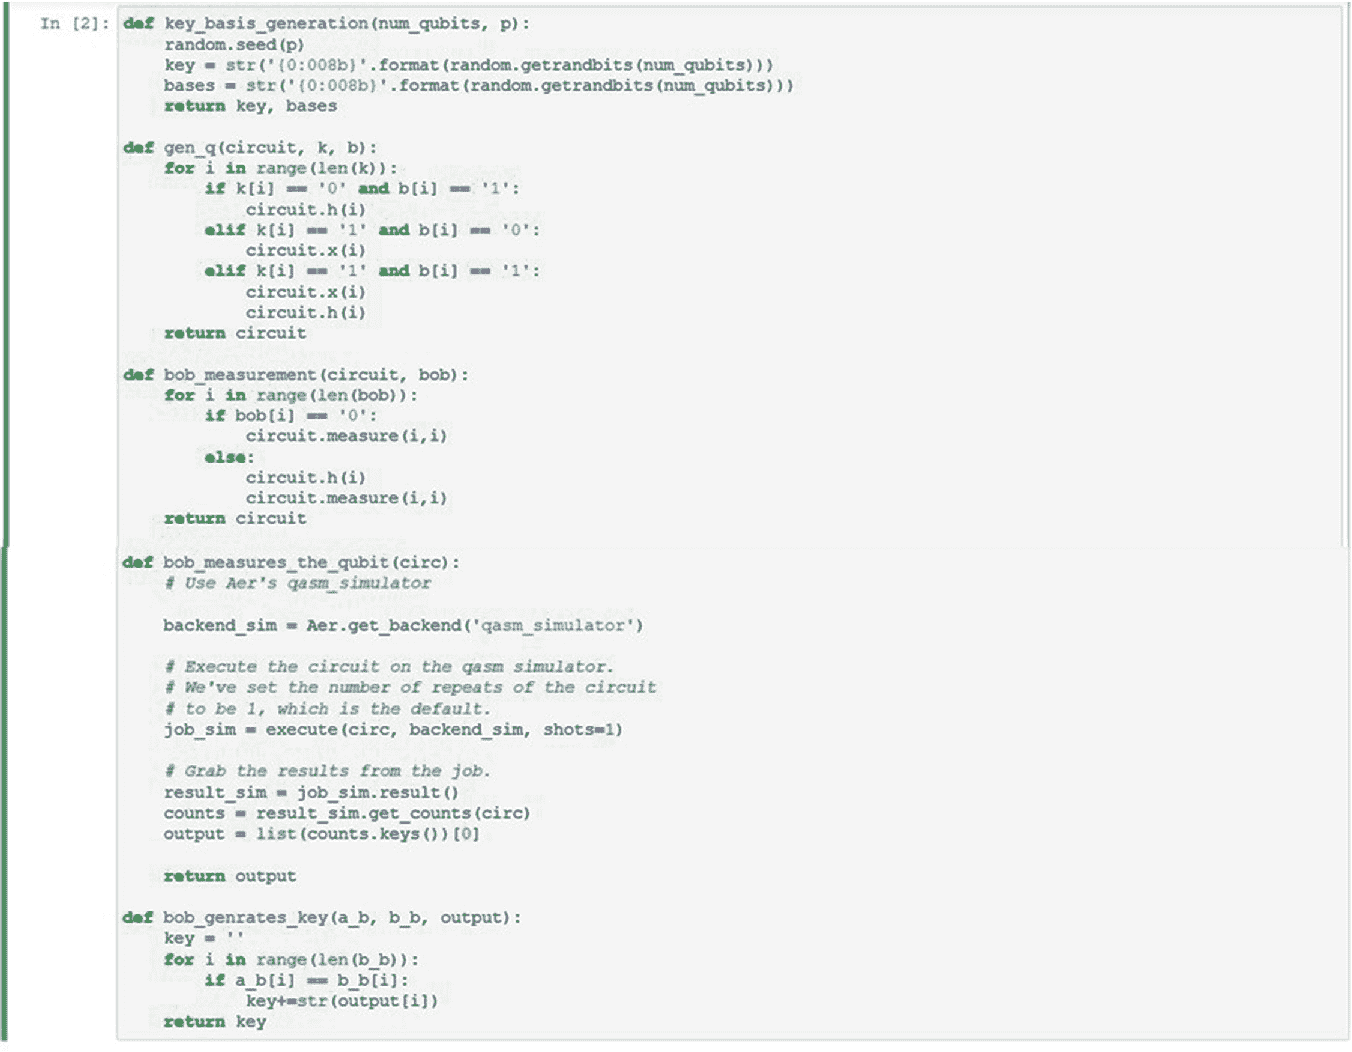 In [2]: def key_basis_generation(num_qubits, p):
    random.seed(p)
    key = str('{0:008b}'.format(random.getrandbits(num_qubits)))
    bases = str('{0:008b}'.format(random.getrandbits(num_qubits)))
    return key, bases

def gen_q(circuit, k, b):
    for i in range(len(k)):
        if k[i] == '0' and b[i] == '1':
            circuit.h(i)
        elif k[i] == '1' and b[i] == '0':
            circuit.x(i)
        elif k[i] == '1' and b[i] == '1':
            circuit.x(i)
            circuit.h(i)
    return circuit

def bob_measurement(circuit, bob):
    for i in range(len(bob)):
        if bob[i] == '0':
            circuit.measure(i,i)
        else:
            circuit.h(i)
            circuit.measure(i,i)
    return circuit

def bob_measures_the_qubit(circ):
    # Use Aer's qasm_simulator

    backend_sim = Aer.get_backend('qasm_simulator')

    # Execute the circuit on the qasm simulator.
    # We've set the number of repeats of the circuit
    # to be 1, which is the default.
    job_sim = execute(circ, backend_sim, shots=1)

    # Grab the results from the job.
    result_sim = job_sim.result()
    counts = result_sim.get_counts(circ)
    output = list(counts.keys())[0]

    return output

def bob_genrates_key(a_b, b_b, output):
    key = ''
    for i in range(len(b_b)):
        if a_b[i] == b_b[i]:
            key+=str(output[i])
    return key